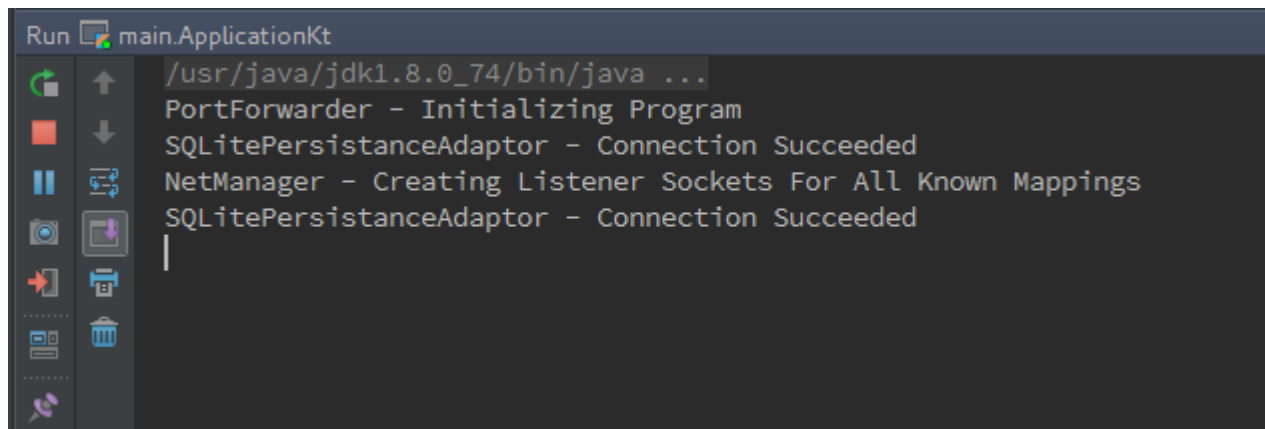 Run main.ApplicationKt
/usr/java/jdk1.8.0_74/bin/java ...
PortForwarder - Initializing Program
SQLitePersistanceAdaptor - Connection Succeeded
NetManager - Creating Listener Sockets For All Known Mappings
SQLitePersistanceAdaptor - Connection Succeeded